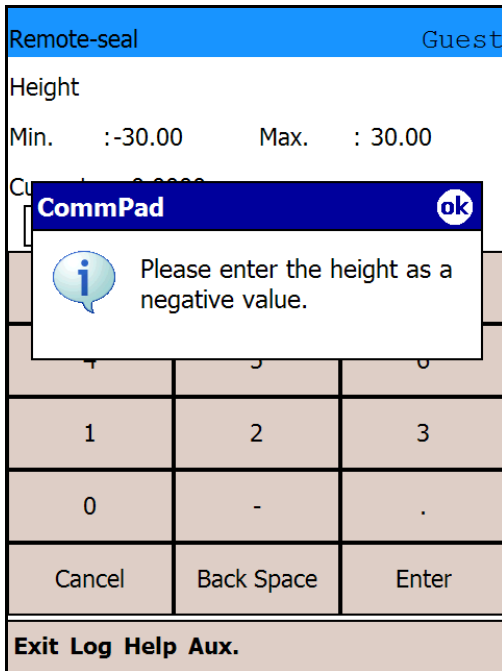 Remote-seal Guest
Height
Min. :-30.00 Max. : 30.00
CommPad ok
Please enter the height as a
negative value.
1 2 3
0 - .
Cancel Back Space Enter
Exit Log Help Aux.